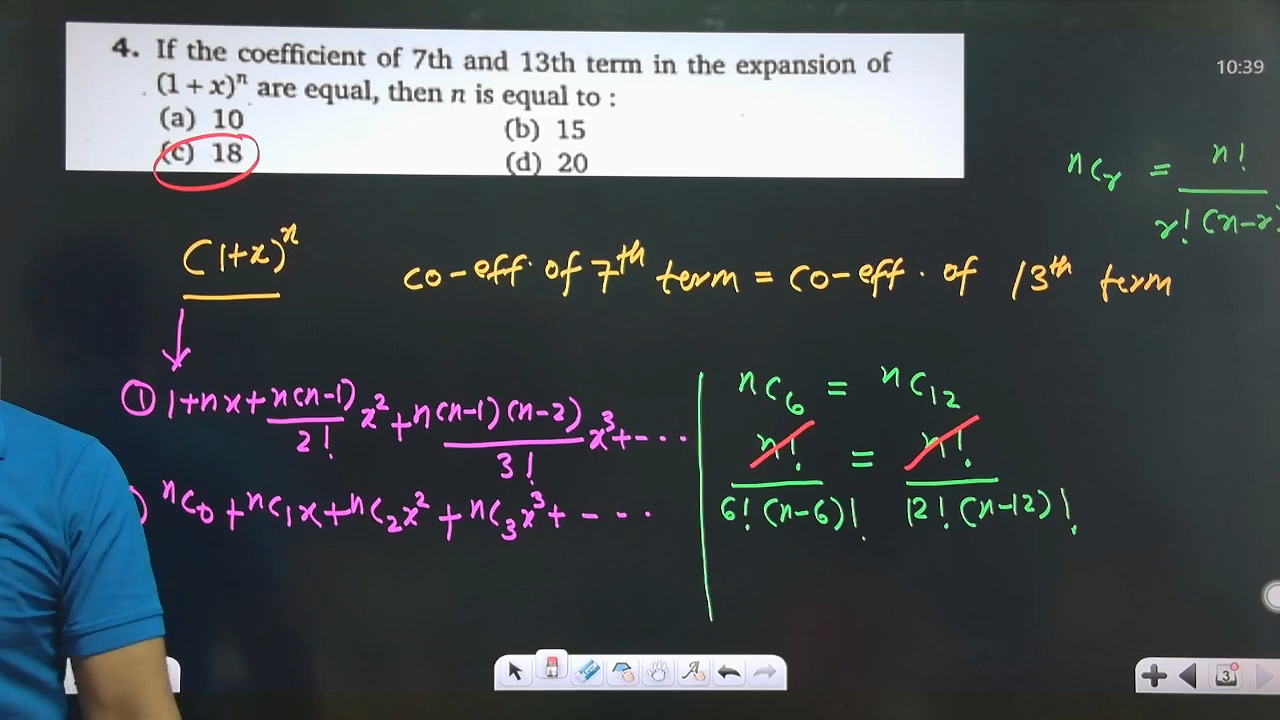 4. If the coefficient of 7th and 13th term in the expansion of
(1 + x)ⁿ are equal, then n is equal to :
(a) 10 (b) 15
(c) 18 (d) 20
10:39
nCr = n! / r! (n-r)
(1+x)ⁿ
co-eff. of 7th term = co-eff. of 13th term
① 1+nx+ n(n-1)/2! x² + n(n-1)(n-2)/3! x³+ - ...
nC0 + nC1x + nC2x² + nC3x³ + - - ...
nC6 = nC12
n! / 6! (n-6)! = n! / 12! (n-12)!
3